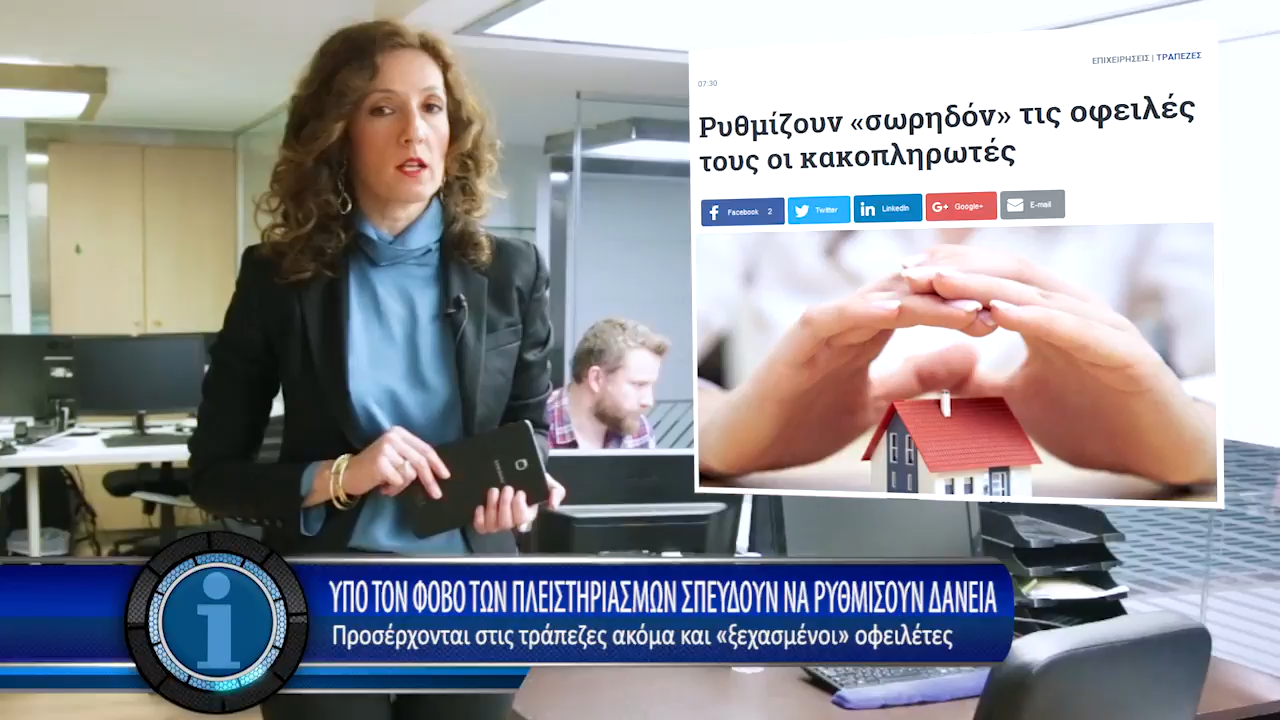 ΕΠΙΧΕΙΡΗΣΕΙΣ | ΤΡΑΠΕΖΕΣ
07:30
Ρυθμίζουν «σωρηδόν» τις οφειλές
τους οι κακοπληρωτές
Facebook 2
Twitter
LinkedIn
Google+
E-mail
SAMSUNG
ΥΠΟ ΤΟΝ ΦΟΒΟ ΤΩΝ ΠΛΕΙΣΤΗΡΙΑΣΜΩΝ ΣΠΕΥΔΟΥΝ ΝΑ ΡΥΘΜΙΣΟΥΝ ΔΑΝΕΙΑ
Προσέρχονται στις τράπεζες ακόμα και «ξεχασμένοι» οφειλέτες